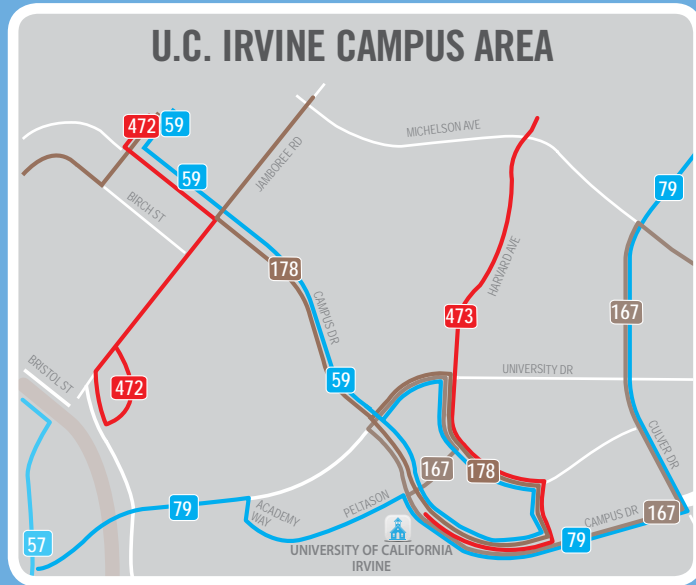 U.C. IRVINE CAMPUS AREA
472
59
MICHELSON AVE
JAMBOREE RD
59
79
BIRCH ST
HARVARD AVE
178
CAMPUS DR
167
473
BRISTOL ST
UNIVERSITY DR
59
472
CULVER DR
167
178
79
ACADEMY
WAY
PELTASON
CAMPUS DR
167
57
79
UNIVERSITY OF CALIFORNIA
IRVINE